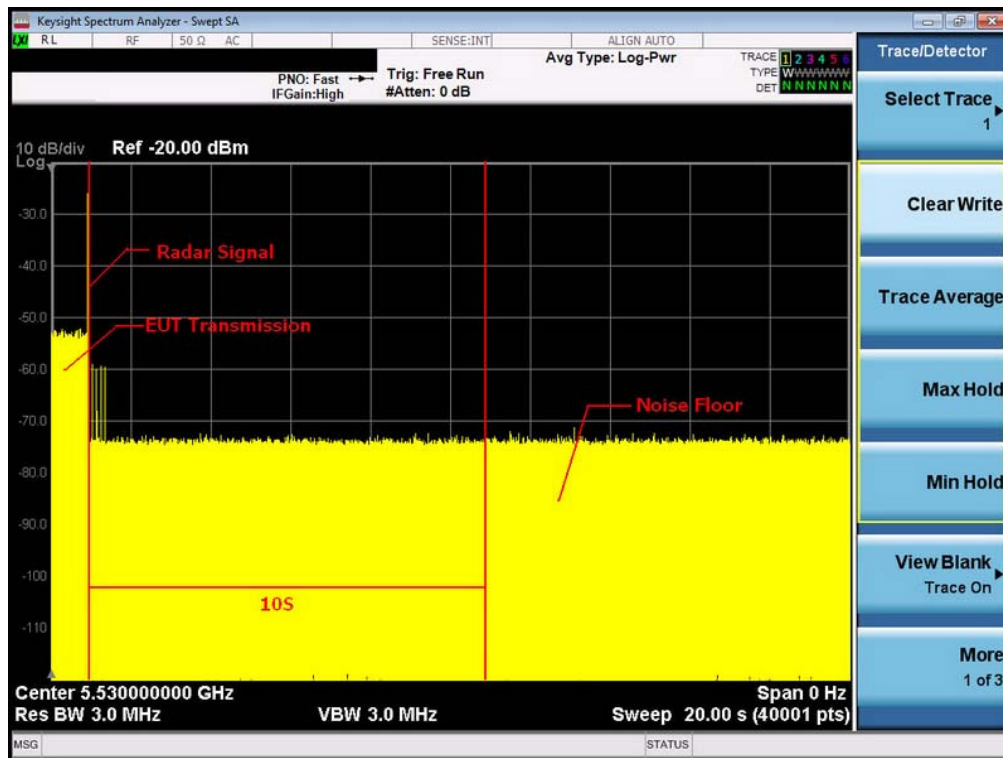 Keysight Spectrum Analyzer - Swept SA
LXI RL RF 50 Ω AC SENSE:INT ALIGN AUTO
PNO: Fast
IFGain:High
Trig: Free Run
#Atten: 0 dB
Avg Type: Log-Pwr
TRACE 1 2 3 4 5 6
TYPE WWWWWW
DET N N N N N N
Trace/Detector
Select Trace
1
Clear Write
Trace Average
Max Hold
Min Hold
View Blank
Trace On
More
1 of 3
10 dB/div Ref -20.00 dBm
Log
-30.0
-40.0
-50.0
-60.0
-70.0
-80.0
-90.0
-100
-110
Radar Signal
EUT Transmission
Noise Floor
10S
Center 5.530000000 GHz Span 0 Hz
Res BW 3.0 MHz VBW 3.0 MHz Sweep 20.00 s (40001 pts)
MSG STATUS